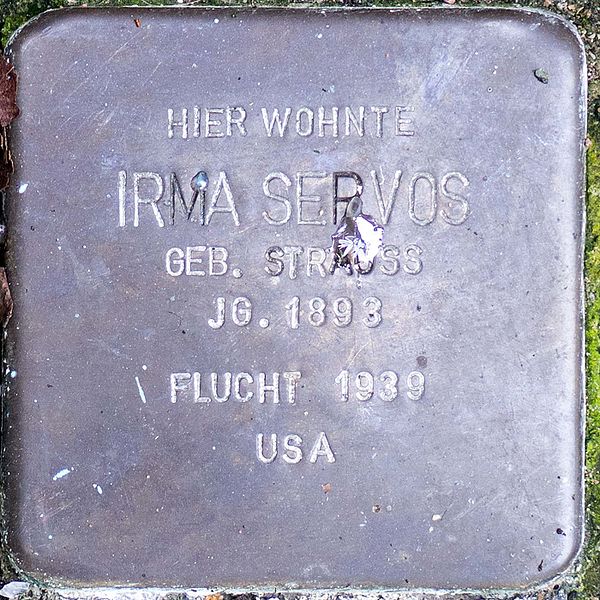 HIER WOHNTE
IRMA SERVOS
GEB. STRAUSS
JG. 1893
FLUCHT 1939
USA